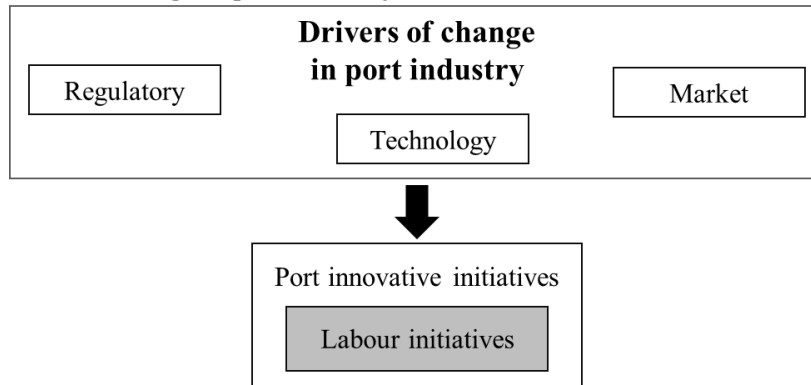 Drivers of change
in port industry
Regulatory
Market
Technology
Port innovative initiatives
Labour initiatives